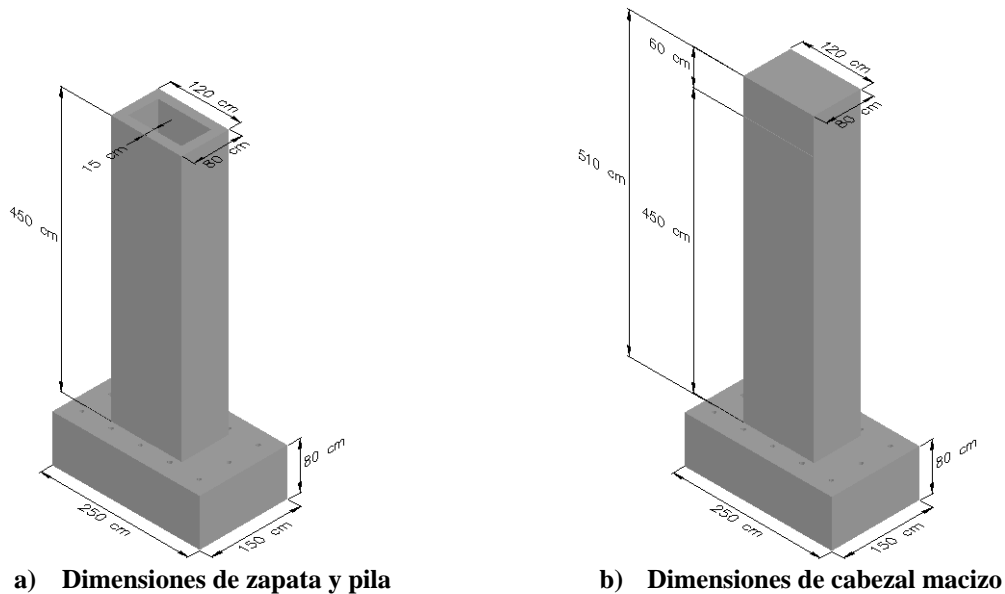 120 cm
80 cm
15 cm
450 cm
80 cm
250 cm
150 cm
a) Dimensiones de zapata y pila
60 cm
120 cm
80 cm
510 cm
450 cm
80 cm
250 cm
150 cm
b) Dimensiones de cabezal macizo